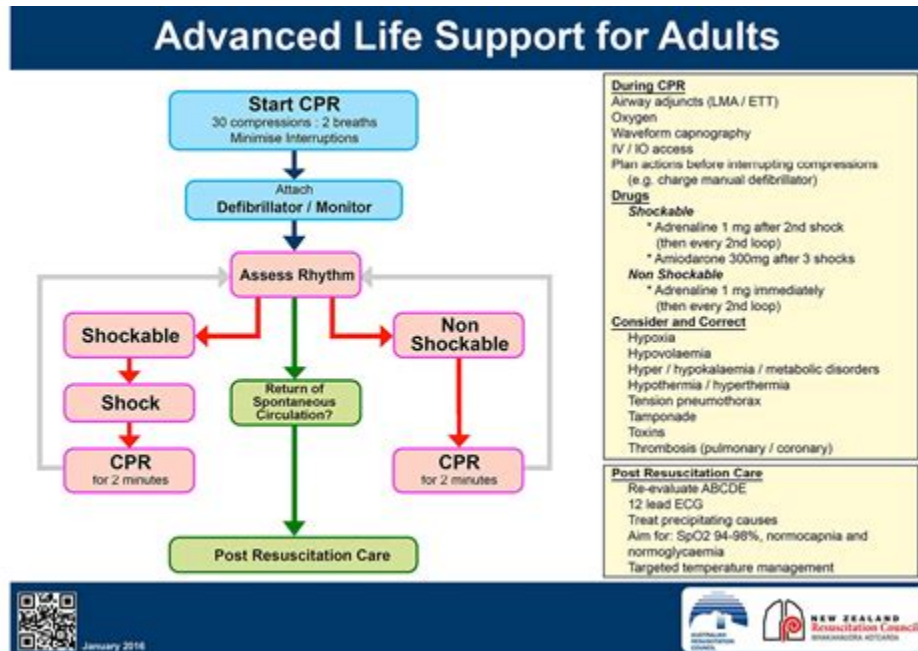 Advanced Life Support for Adults
Start CPR
30 compressions : 2 breaths
Minimise Interruptions
Attach
Defibrillator / Monitor
Assess Rhythm
Shockable
Non
Shockable
Shock
Return of
Spontaneous
Circulation?
CPR
for 2 minutes
CPR
for 2 minutes
Post Resuscitation Care
During CPR
Airway adjuncts (LMA / ETT)
Oxygen
Waveform capnography
IV / IO access
Plan actions before interrupting compressions
(e.g. charge manual defibrillator)
Drugs
Shockable
* Adrenaline 1 mg after 2nd shock
(then every 2nd loop)
* Amiodarone 300mg after 3 shocks
Non Shockable
* Adrenaline 1 mg immediately
(then every 2nd loop)
Consider and Correct
Hypoxia
Hypovolaemia
Hyper / hypokalaemia / metabolic disorders
Hypothermia / hyperthermia
Tension pneumothorax
Tamponade
Toxins
Thrombosis (pulmonary / coronary)
Post Resuscitation Care
Re-evaluate ABCDE
12 lead ECG
Treat precipitating causes
Aim for: SpO2 94-98%, normocapnia and
normoglycaemia
Targeted temperature management
January 2016
AUSTRALIAN
RESUSCITATION
COUNCIL
NEW ZEALAND
Resuscitation Council
WHAKAHAUORA AOTEAROA